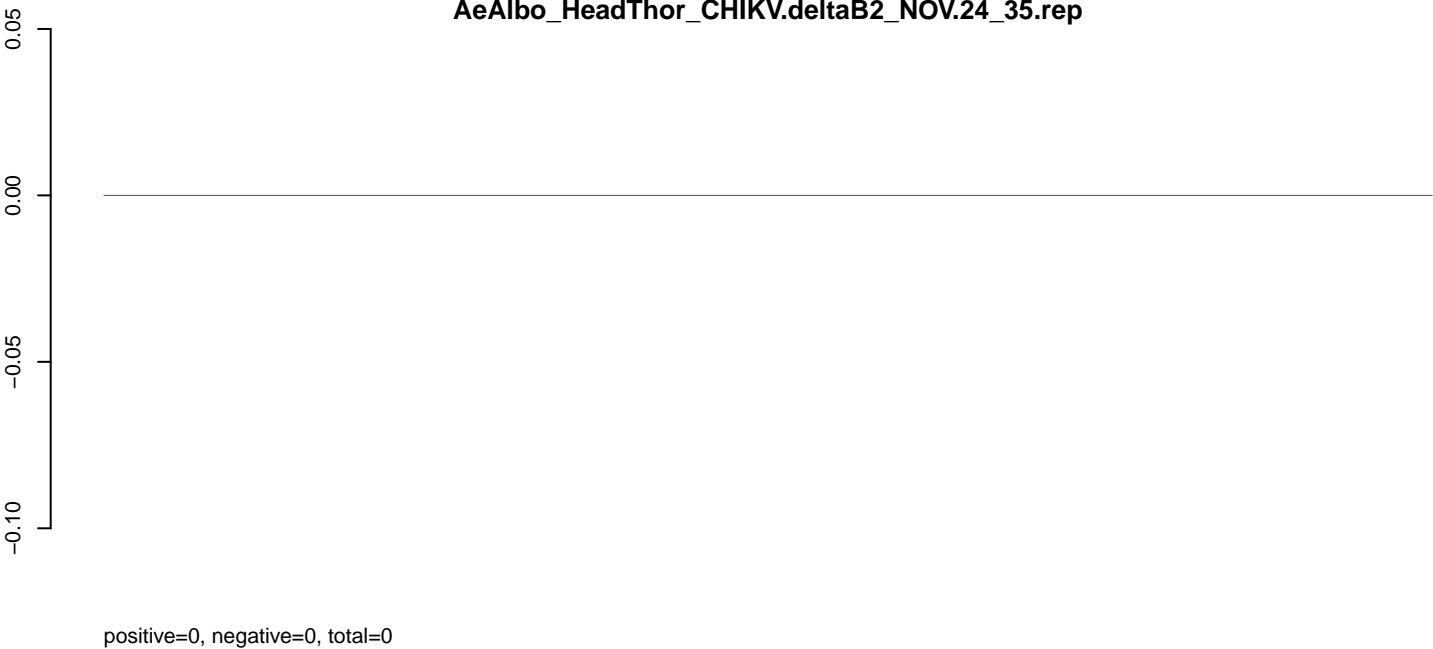 AeAlbo_HeadThor_CHIKV.deltaB2_NOV.24_35.rep
0.05
0.00
−0.05
−0.10
positive=0, negative=0, total=0